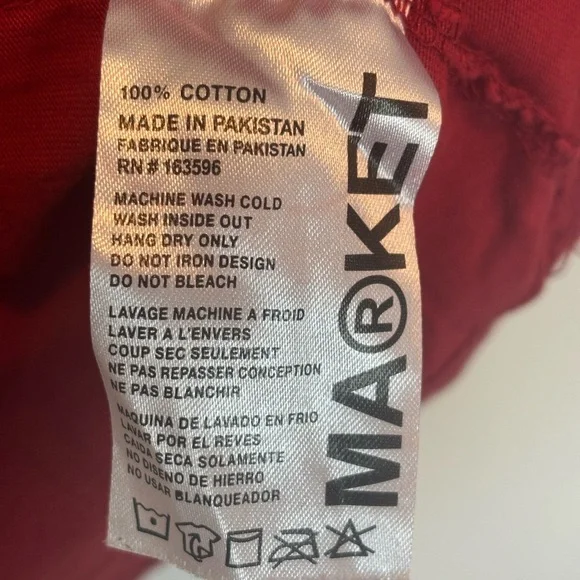 100% COTTON
MADE IN PAKISTAN
FABRIQUE EN PAKISTAN
RN # 163596
MACHINE WASH COLD
WASH INSIDE OUT
HANG DRY ONLY
DO NOT IRON DESIGN
DO NOT BLEACH
LAVAGE MACHINE A FROID
LAVER A L'ENVERS
COUP SEC SEULEMENT
NE PAS REPASSER CONCEPTION
NE PAS BLANCHIR
MAQUINA DE LAVADO EN FRIO
LAVAR POR EL REVES
CAIDA SECA SOLAMENTE
NO DISENO DE HIERRO
NO USAR BLANQUEADOR
MA®KET